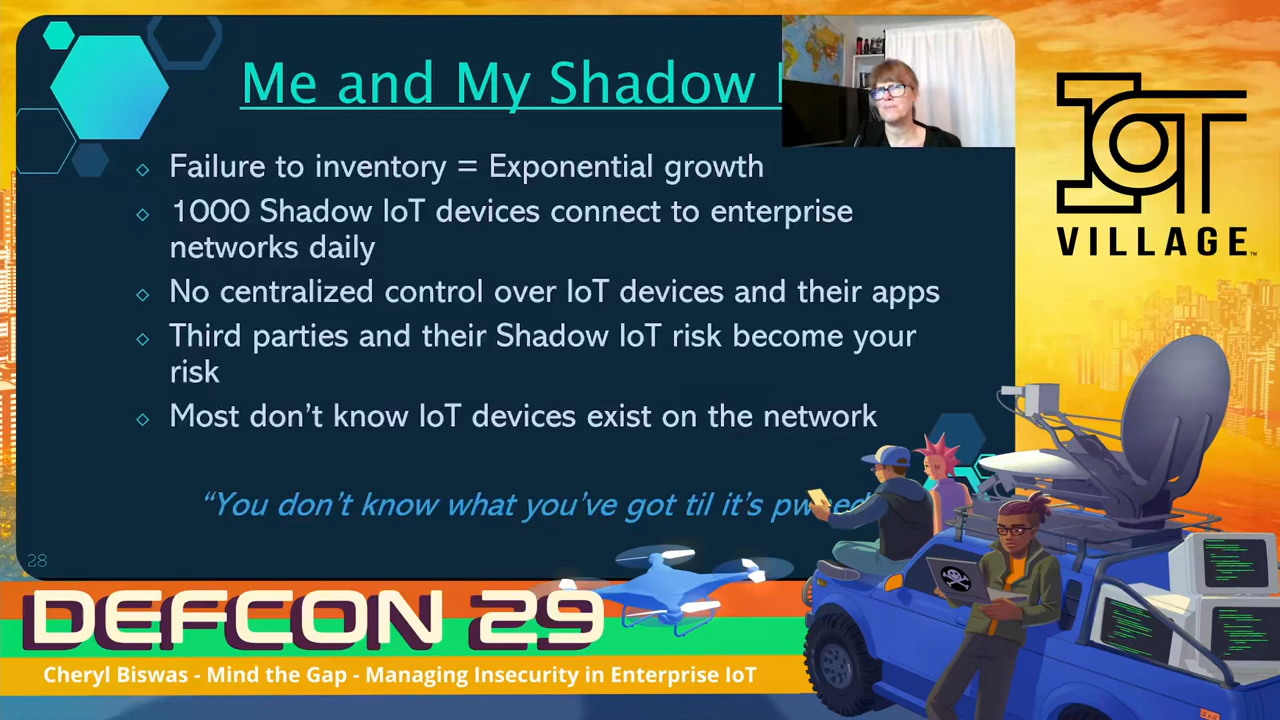 Me and My Shadow
Failure to inventory = Exponential growth
1000 Shadow IoT devices connect to enterprise
networks daily
No centralized control over IoT devices and their apps
Third parties and their Shadow IoT risk become your
risk
Most don't know IoT devices exist on the network
“You don't know what you've got til it's pwned
28
IOT
VILLAGE™
DEFCON 29
Cheryl Biswas - Mind the Gap - Managing Insecurity in Enterprise IoT